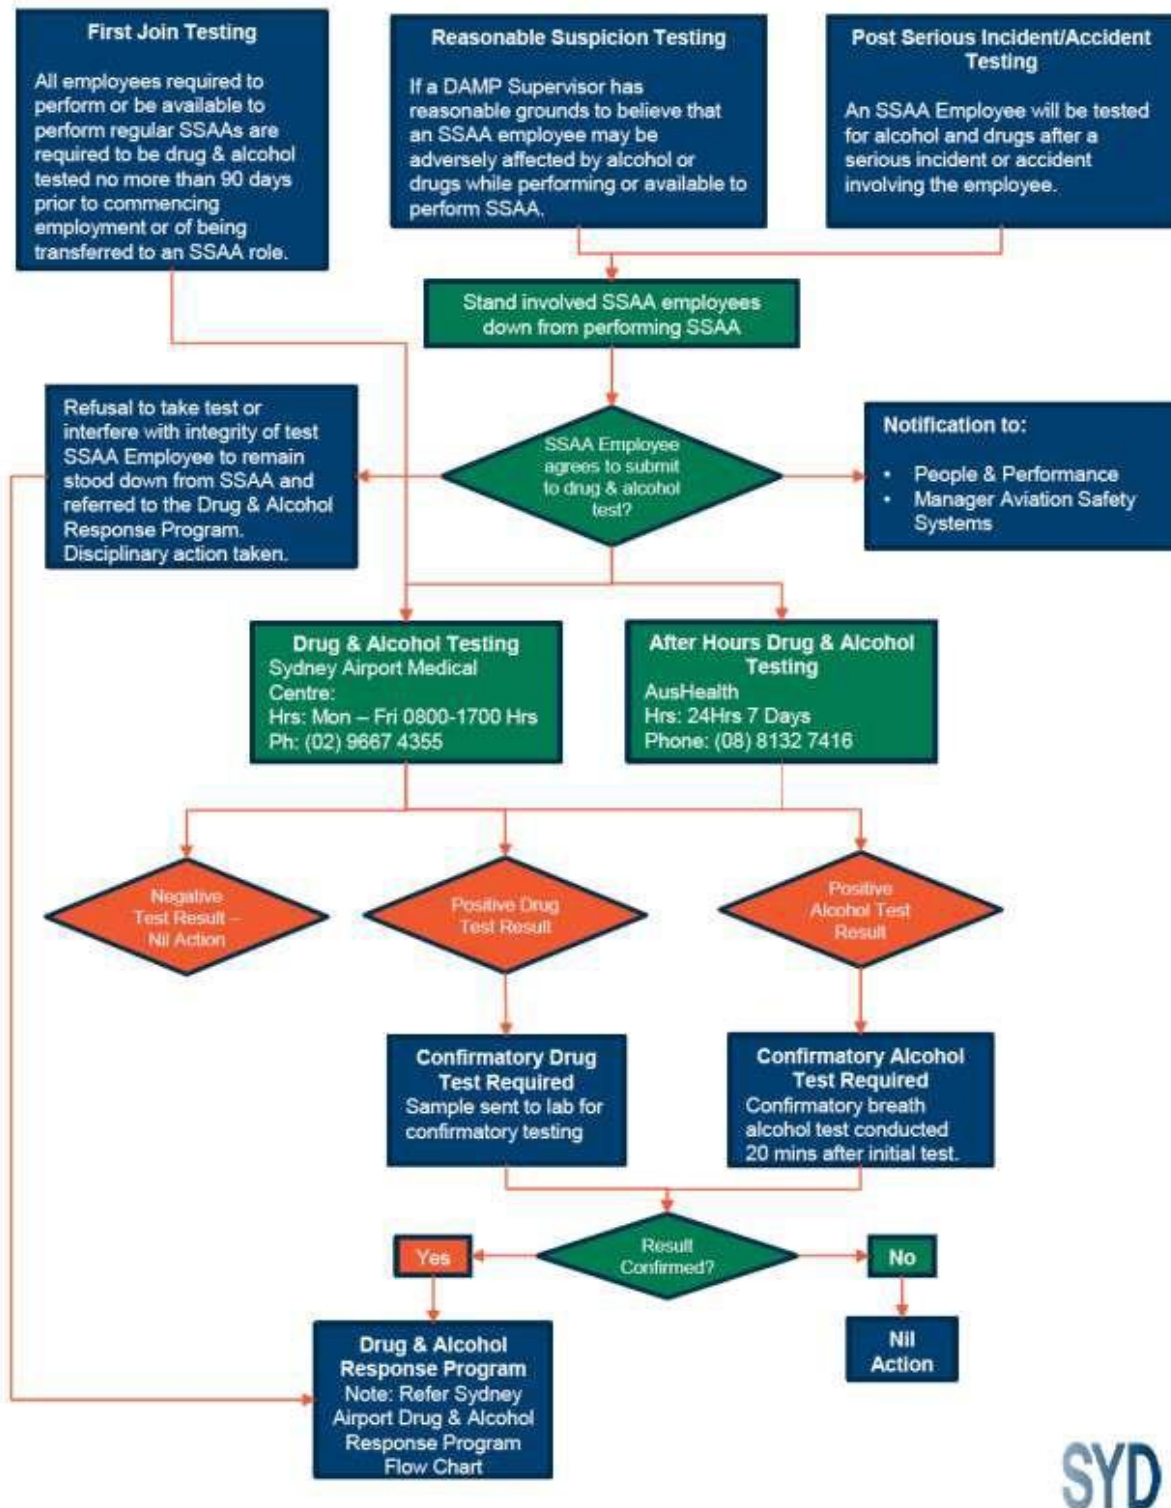 First Join Testing
All employees required to
perform or be available to
perform regular SSAAs are
required to be drug & alcohol
tested no more than 90 days
prior to commencing
employment or of being
transferred to an SSAA role.
Reasonable Suspicion Testing
If a DAMP Supervisor has
reasonable grounds to believe that
an SSAA employee may be
adversely affected by alcohol or
drugs while performing or available to
perform SSAA.
Post Serious Incident/Accident
Testing
An SSAA Employee will be tested
for alcohol and drugs after a
serious incident or accident
involving the employee.
Stand involved SSAA employees
down from performing SSAA
Refusal to take test or
interfere with integrity of test
SSAA Employee to remain
stood down from SSAA and
referred to the Drug & Alcohol
Response Program.
Disciplinary action taken.
SSAA Employee
agrees to submit
to drug & alcohol
test?
Notification to:
• People & Performance
• Manager Aviation Safety
Systems
Drug & Alcohol Testing
Sydney Airport Medical
Centre:
Hrs: Mon – Fri 0800-1700 Hrs
Ph: (02) 9667 4355
After Hours Drug & Alcohol
Testing
AusHealth
Hrs: 24Hrs 7 Days
Phone: (08) 8132 7416
Negative
Test Result –
Nil Action
Positive Drug
Test Result
Positive
Alcohol Test
Result
Confirmatory Drug
Test Required
Sample sent to lab for
confirmatory testing
Confirmatory Alcohol
Test Required
Confirmatory breath
alcohol test conducted
20 mins after initial test.
Result
Confirmed?
Yes
No
Drug & Alcohol
Response Program
Note: Refer Sydney
Airport Drug & Alcohol
Response Program
Flow Chart
Nil
Action
SYD